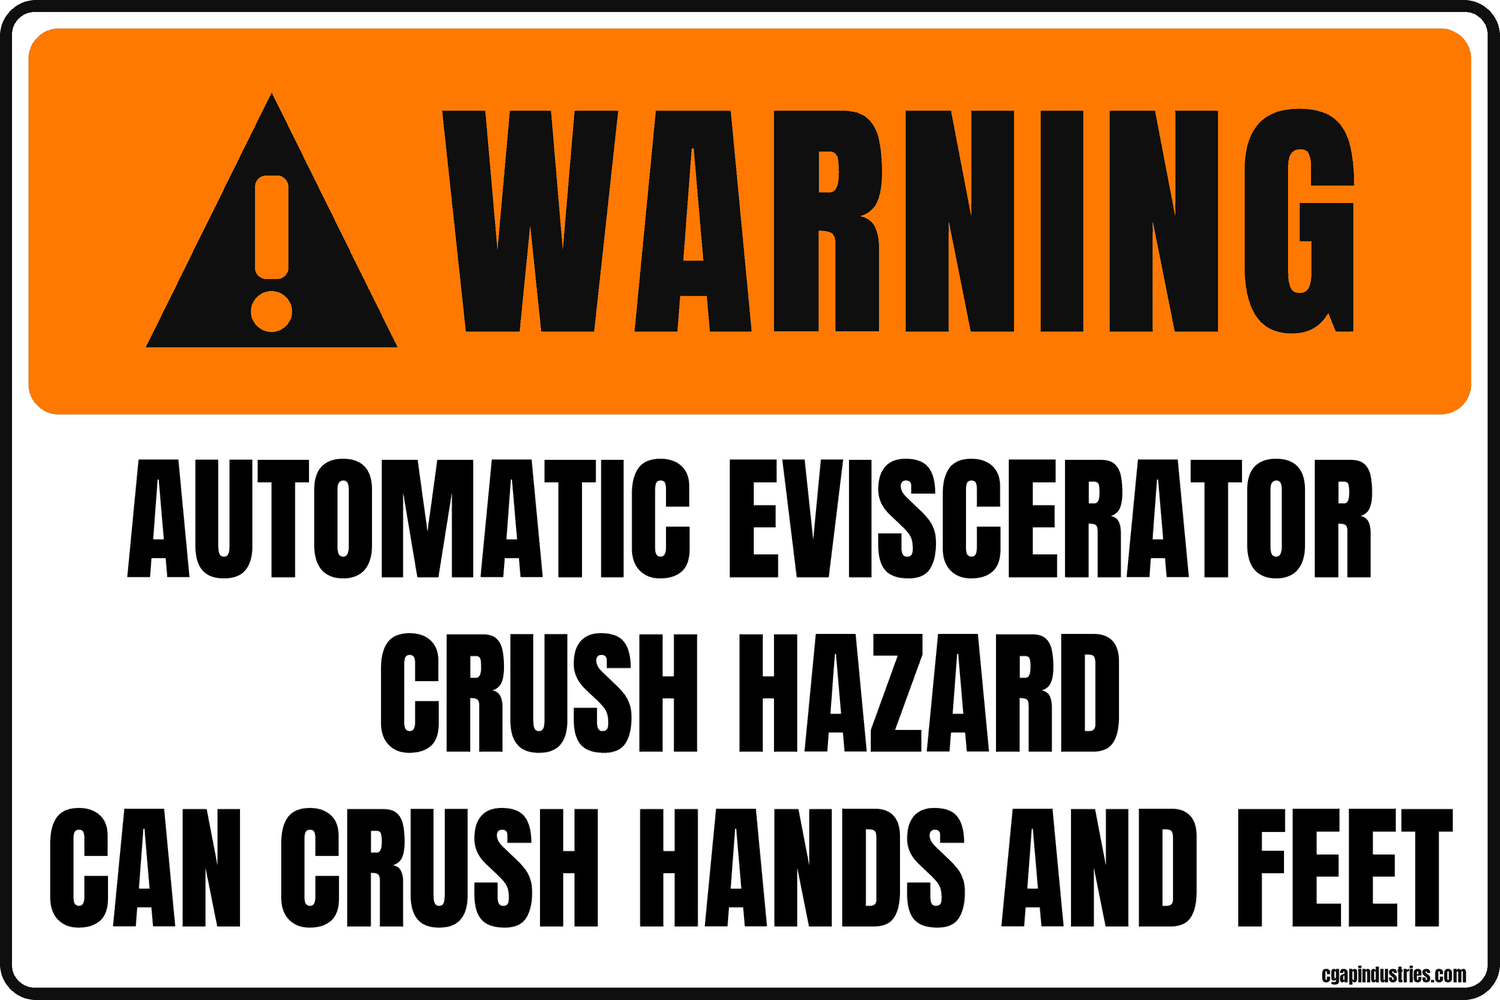 WARNING
AUTOMATIC EVISCERATOR
CRUSH HAZARD
CAN CRUSH HANDS AND FEET
cgapindustries.com